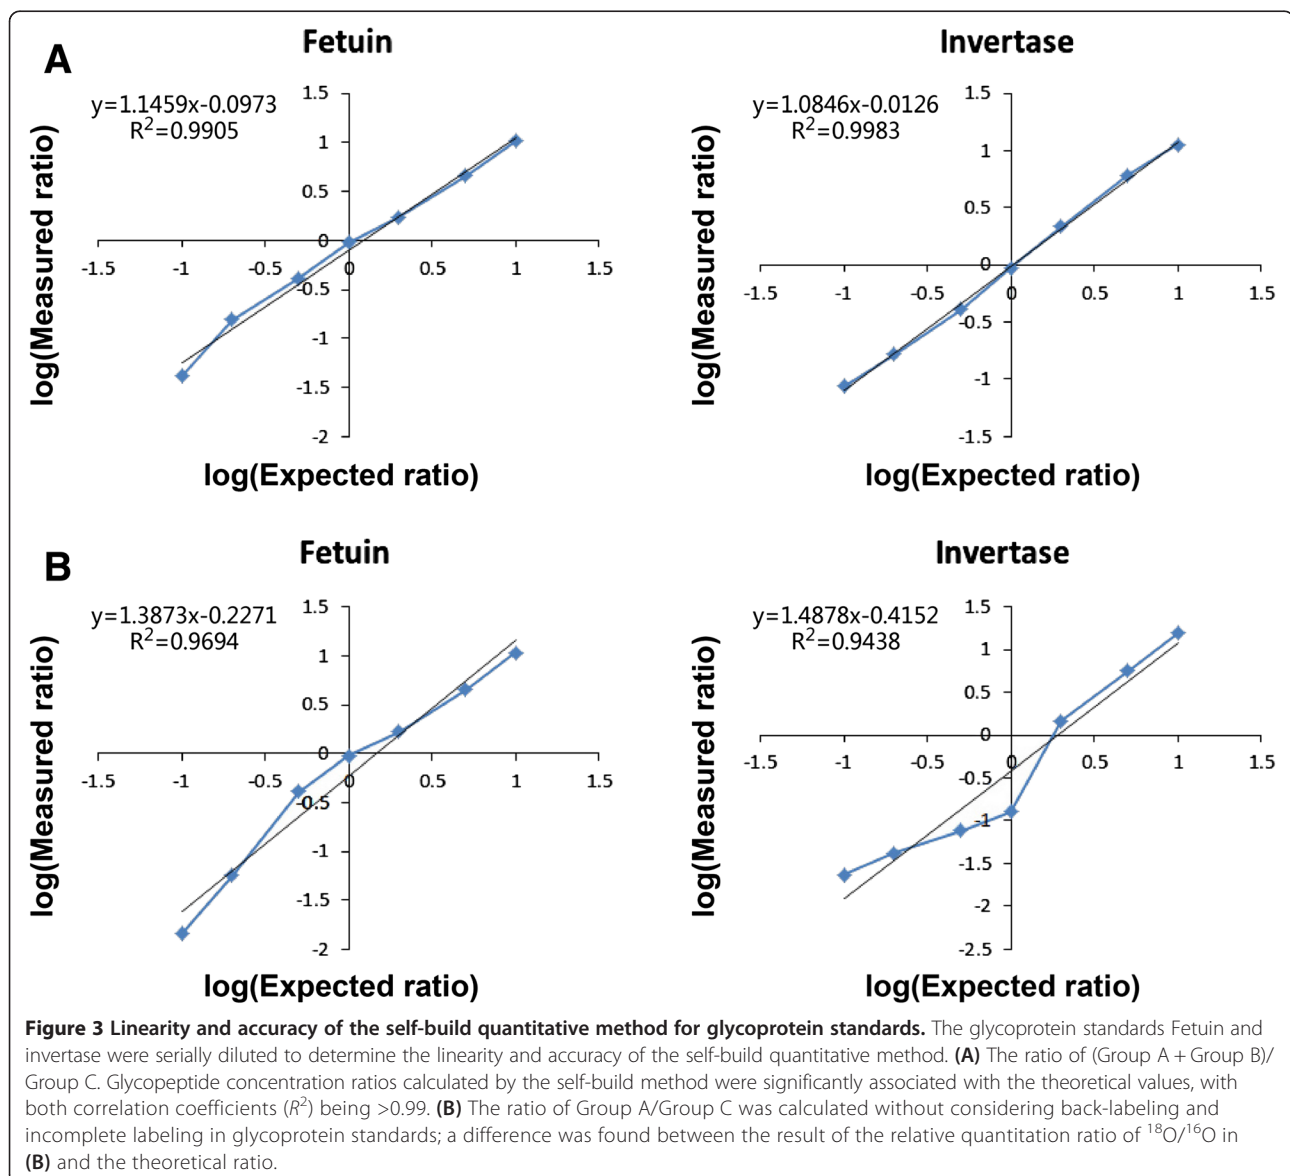 A
Fetuin
y=1.1459x-0.0973
R²=0.9905
log(Measured ratio)
1.5
1
0.5
0
-0.5
-1
-1.5
-2
-1.5
-1
-0.5
0
0.5
1
1.5
log(Expected ratio)
Invertase
y=1.0846x-0.0126
R²=0.9983
log(Measured ratio)
1.5
1
0.5
0
-0.5
-1
-1.5
-1.5
-1
-0.5
0
0.5
1
1.5
log(Expected ratio)
B
Fetuin
y=1.3873x-0.2271
R²=0.9694
log(Measured ratio)
1.5
1
0.5
0
-0.5
-1
-1.5
-2
-1.5
-1
-0.5
0
0.5
1
1.5
log(Expected ratio)
Invertase
y=1.4878x-0.4152
R²=0.9438
log(Measured ratio)
1.5
1
0.5
0
-0.5
-1
-1.5
-2
-2.5
-1.5
-1
-0.5
0
0.5
1
1.5
log(Expected ratio)
Figure 3 Linearity and accuracy of the self-build quantitative method for glycoprotein standards. The glycoprotein standards Fetuin and
invertase were serially diluted to determine the linearity and accuracy of the self-build quantitative method. (A) The ratio of (Group A + Group B)/
Group C. Glycopeptide concentration ratios calculated by the self-build method were significantly associated with the theoretical values, with
both correlation coefficients (R²) being >0.99. (B) The ratio of Group A/Group C was calculated without considering back-labeling and
incomplete labeling in glycoprotein standards; a difference was found between the result of the relative quantitation ratio of ¹⁸O/¹⁶O in
(B) and the theoretical ratio.